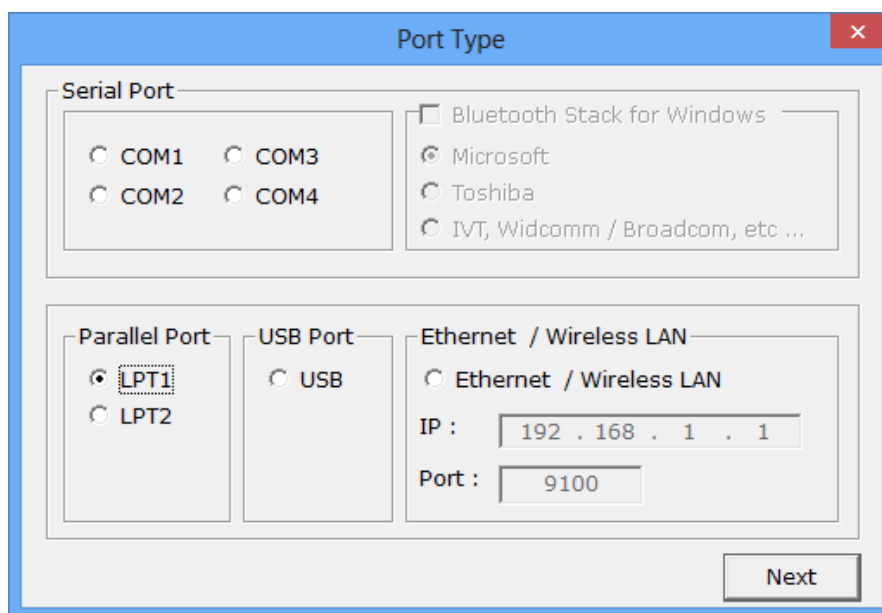 Port Type
Serial Port
COM1 COM3
COM2 COM4
Bluetooth Stack for Windows
Microsoft
Toshiba
IVT, Widcomm / Broadcom, etc ...
Parallel Port
LPT1
LPT2
USB Port
USB
Ethernet / Wireless LAN
Ethernet / Wireless LAN
IP : 192 . 168 . 1 . 1
Port : 9100
Next